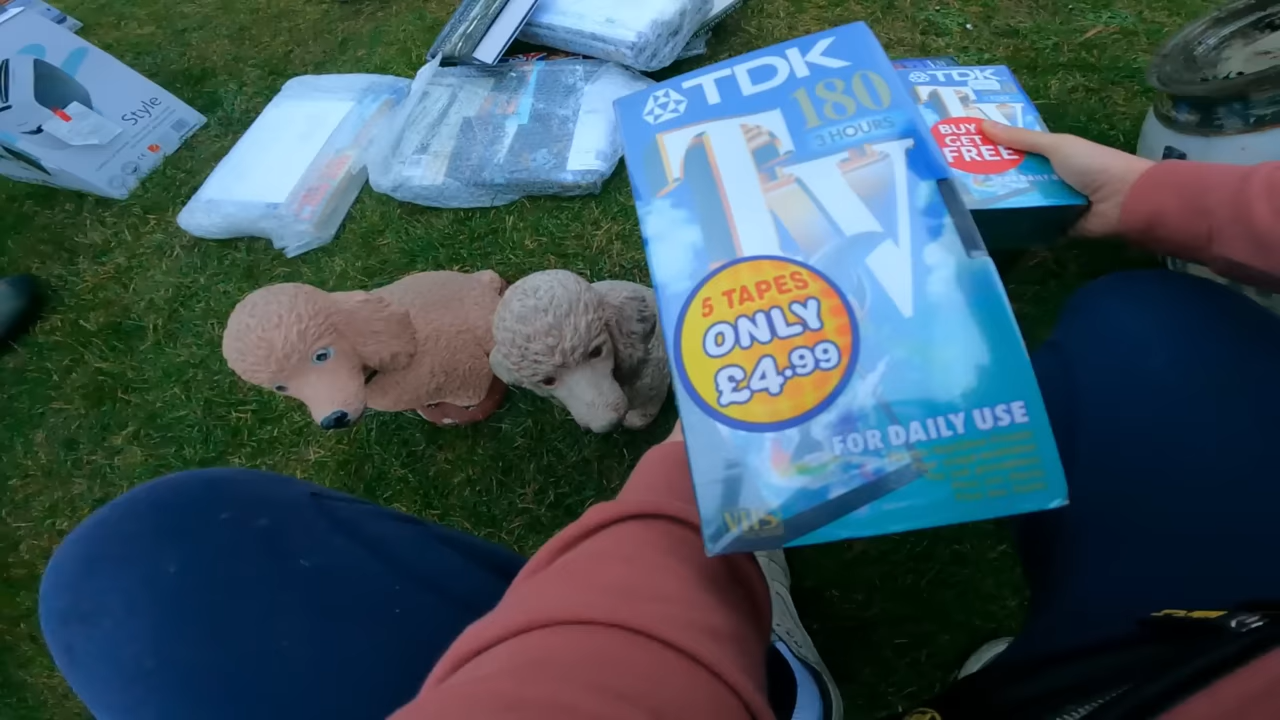 Style
TDK
180
3 HOURS
TV
5 TAPES
ONLY
£4.99
FOR DAILY USE
VHS
TDK
TV
BUY
GET
FREE